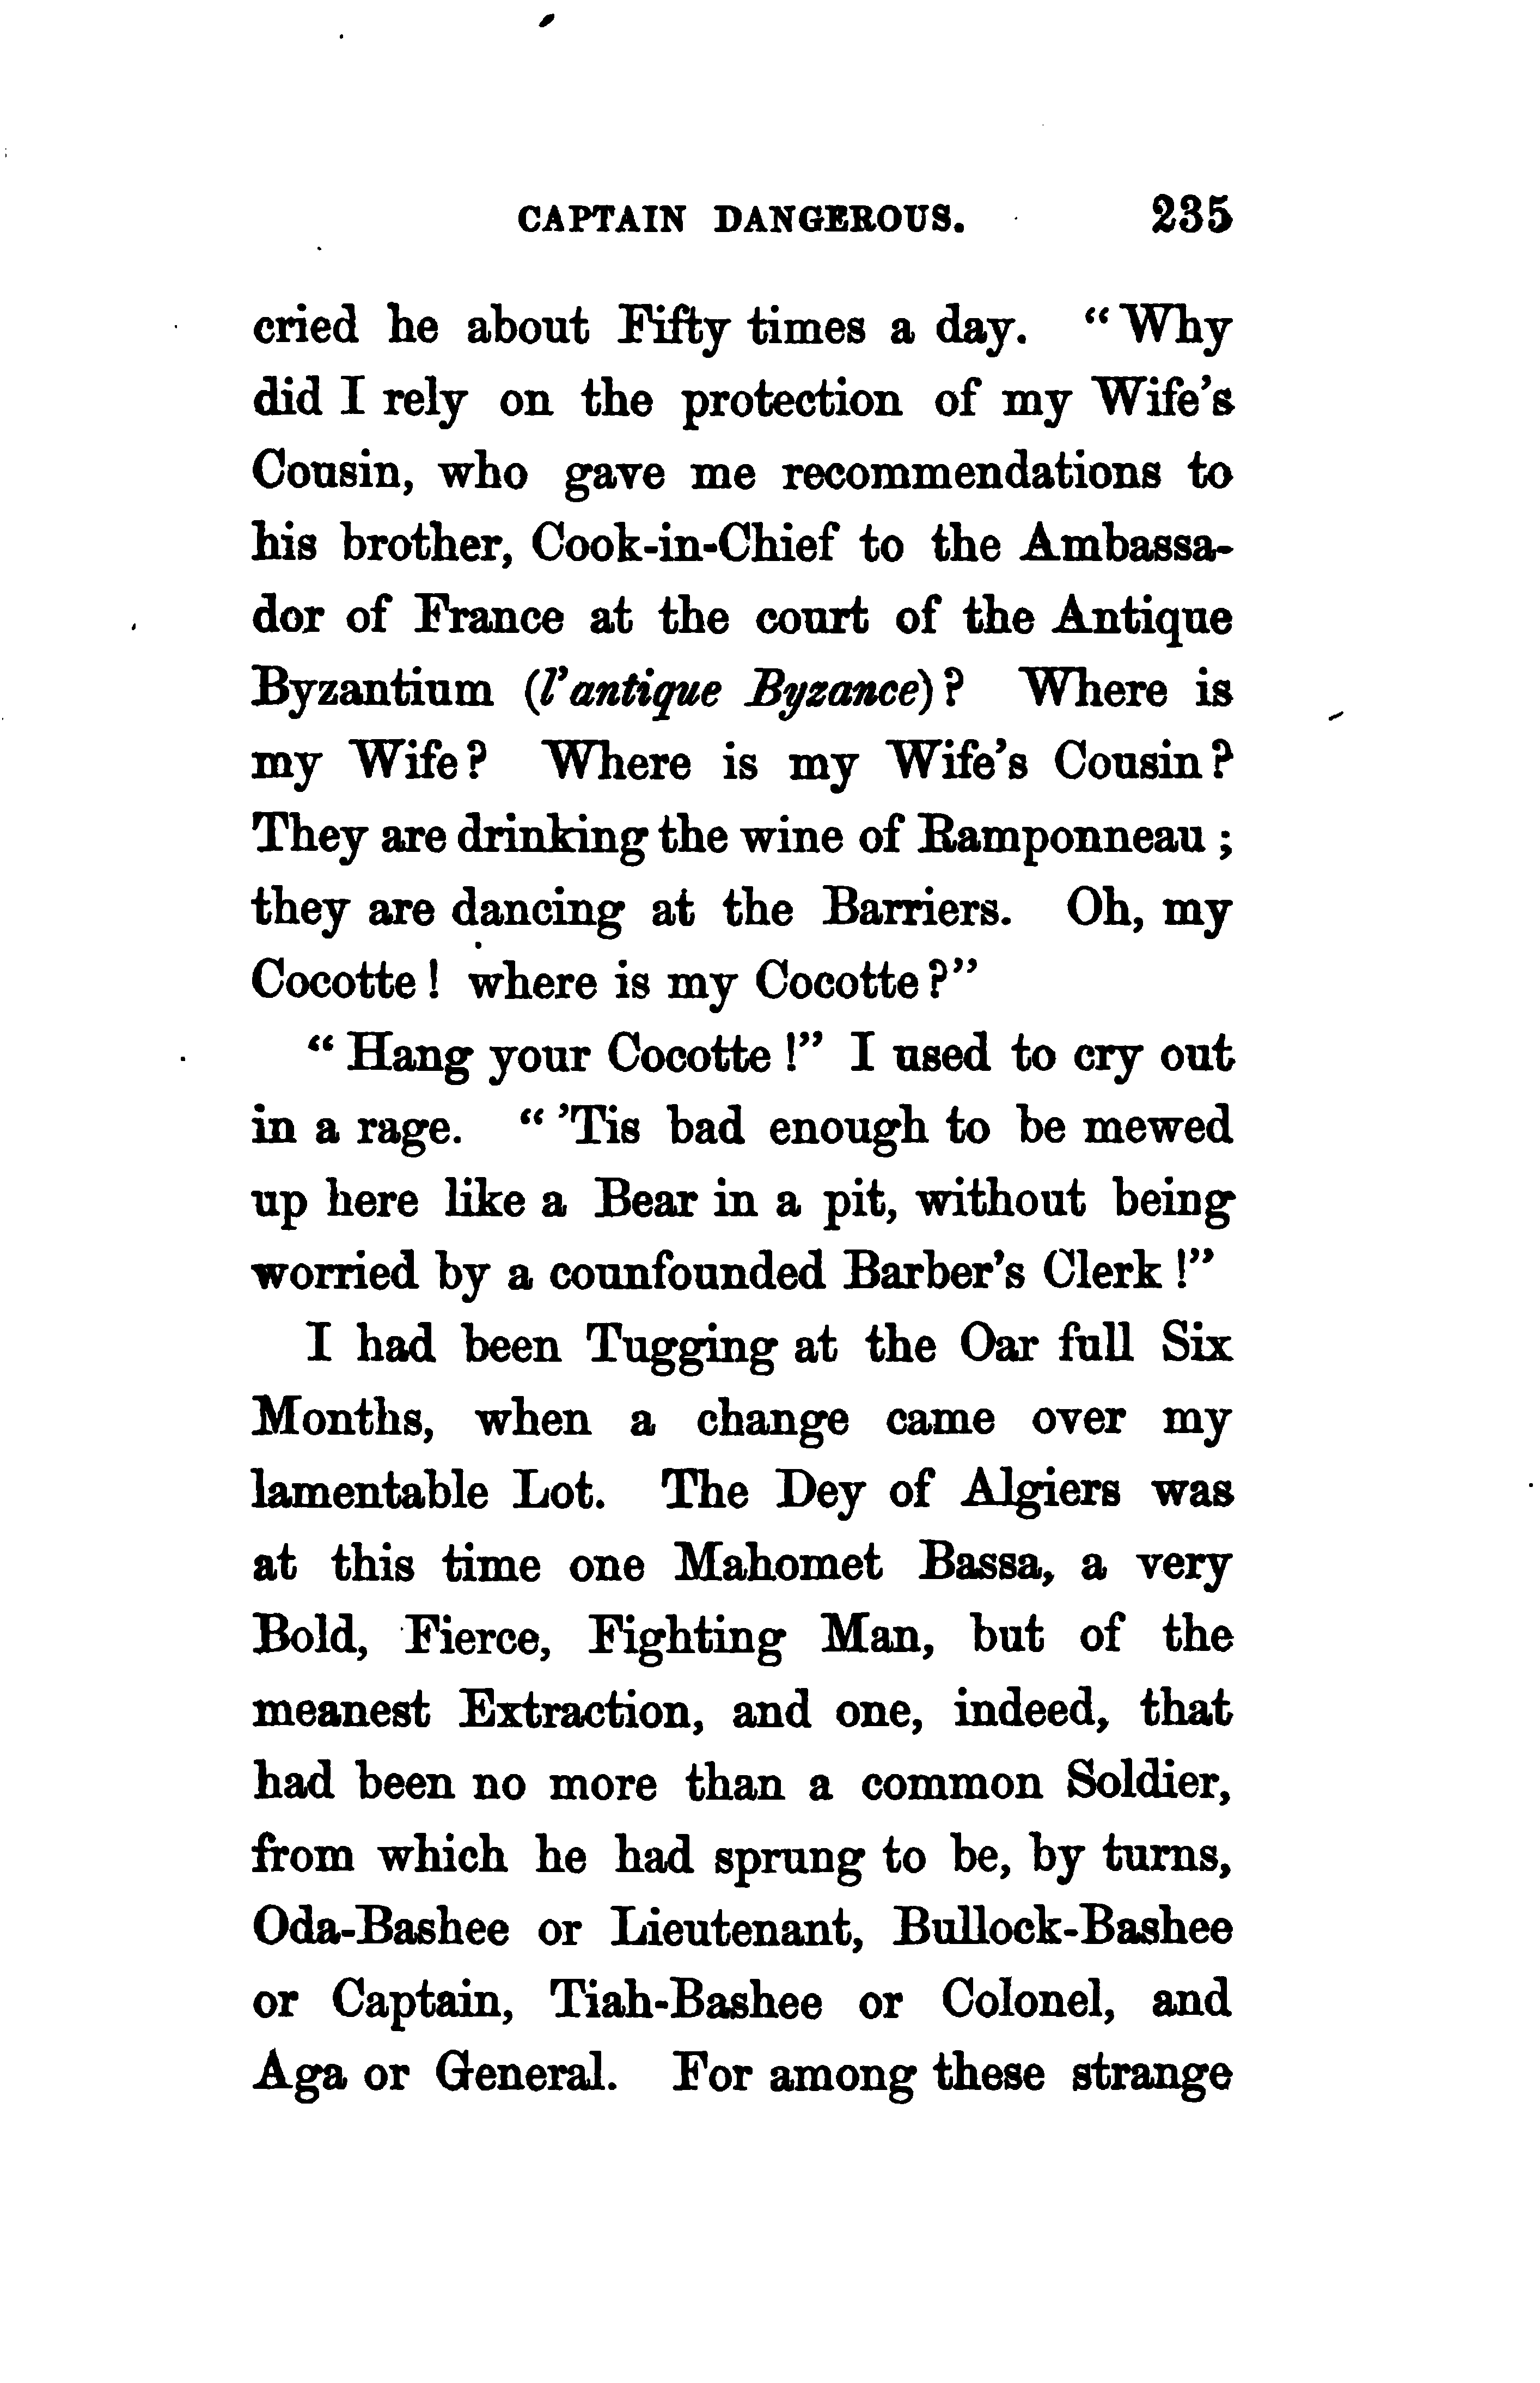 CAPTAIN DANGEROUS. 235
cried he about Fifty times a day. "Why
did I rely on the protection of my Wife's
Cousin, who gave me recommendations to
his brother, Cook-in-Chief to the Ambassa-
dor of France at the court of the Antique
Byzantium (l'antique Byzance)? Where is
my Wife? Where is my Wife's Cousin?
They are drinking the wine of Ramponneau;
they are dancing at the Barriers. Oh, my
Cocotte! where is my Cocotte?"
"Hang your Cocotte!" I used to cry out
in a rage. "'Tis bad enough to be mewed
up here like a Bear in a pit, without being
worried by a counfounded Barber's Clerk!"
I had been Tugging at the Oar full Six
Months, when a change came over my
lamentable Lot. The Dey of Algiers was
at this time one Mahomet Bassa, a very
Bold, Fierce, Fighting Man, but of the
meanest Extraction, and one, indeed, that
had been no more than a common Soldier,
from which he had sprung to be, by turns,
Oda-Bashee or Lieutenant, Bullock-Bashee
or Captain, Tiah-Bashee or Colonel, and
Aga or General. For among these strange